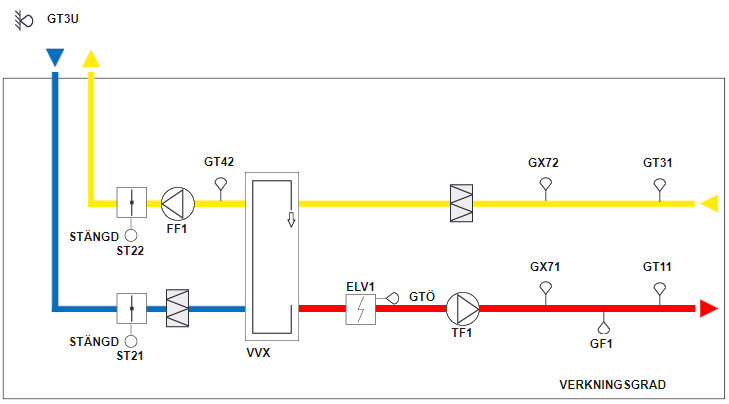 GT3U
GT42
GX72
GT31
FF1
STÄNGD
ST22
GX71
GT11
ELV1
GTÖ
TF1
GF1
STÄNGD
ST21
VVX
VERKNINGSGRAD